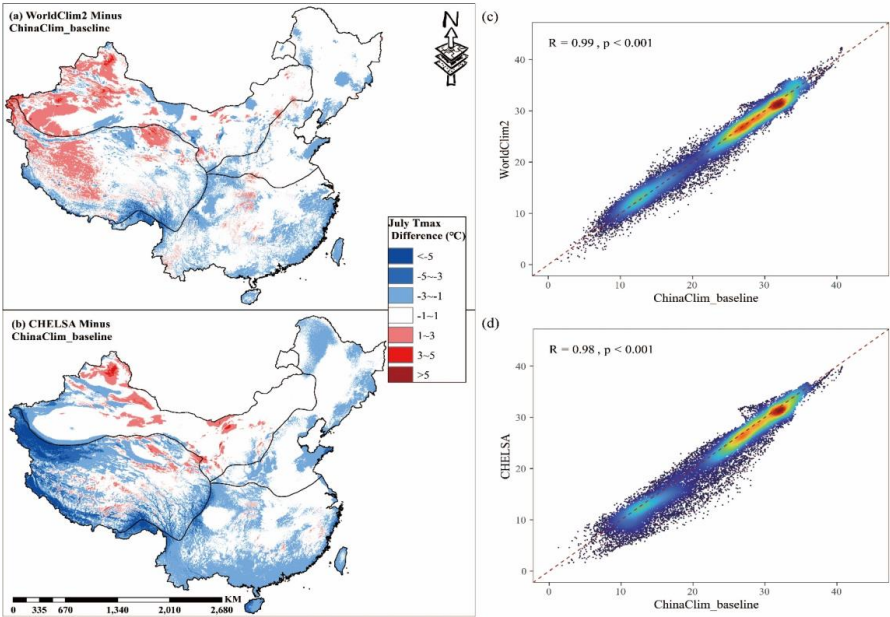 (a) WorldClim2 Minus
ChinaClim_baseline
N
July Tmax
Difference (℃)
<-5
-5~-3
-3~-1
-1~1
1~3
3~5
>5
(b) CHELSA Minus
ChinaClim_baseline
KM
0 335 670 1,340 2,010 2,680
(c)
R = 0.99 , p < 0.001
WorldClim2
40
30
20
10
0
0 10 20 30 40
ChinaClim_baseline
(d)
R = 0.98 , p < 0.001
CHELSA
40
30
20
10
0
0 10 20 30 40
ChinaClim_baseline